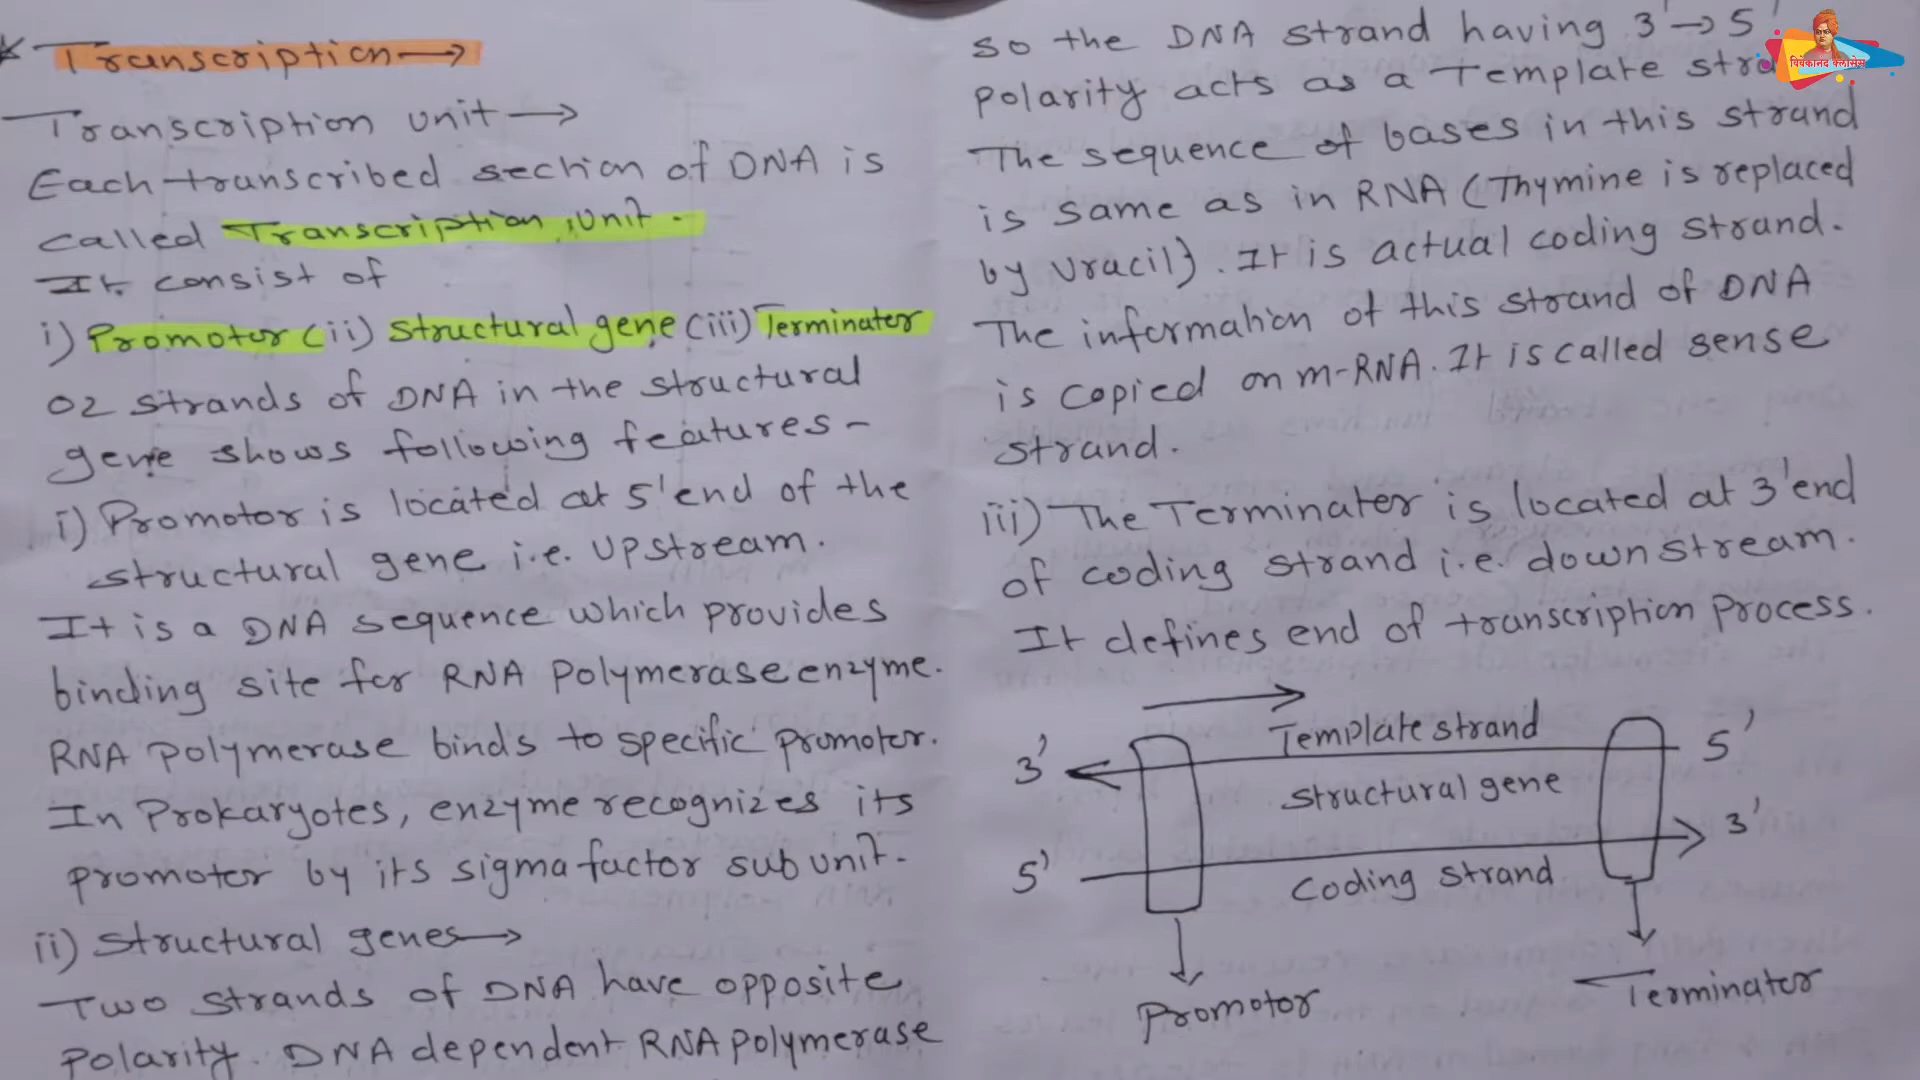 Transcription →
Transcription unit →
Each transcribed section of DNA is
called Transcription unit.
It consist of
i) Promotor (ii) structural gene (iii) Terminator
02 strands of DNA in the structural
gene shows following features -
i) Promotor is located at 5' end of the
structural gene i.e. Upstream.
It is a DNA sequence which provides
binding site for RNA Polymerase enzyme.
RNA Polymerase binds to specific promotor.
In Prokaryotes, enzyme recognizes its
promoter by its sigma factor sub unit.
ii) Structural genes →
Two strands of DNA have opposite
Polarity. DNA dependent RNA polymerase
so the DNA strand having 3' → 5'
polarity acts as a Template
The sequence of bases in this strand
is same as in RNA (Thymine is replaced
by Uracil). It is actual coding strand.
The information of this strand of DNA
is copied on m-RNA. It is called sense
strand.
iii) The Terminator is located at 3' end
of coding strand i.e. downstream.
It defines end of transcription process.
Template strand
3' 5'
structural gene
3'
5'
Coding strand
Promotor
Terminator
विवेकानंद क्लासेस